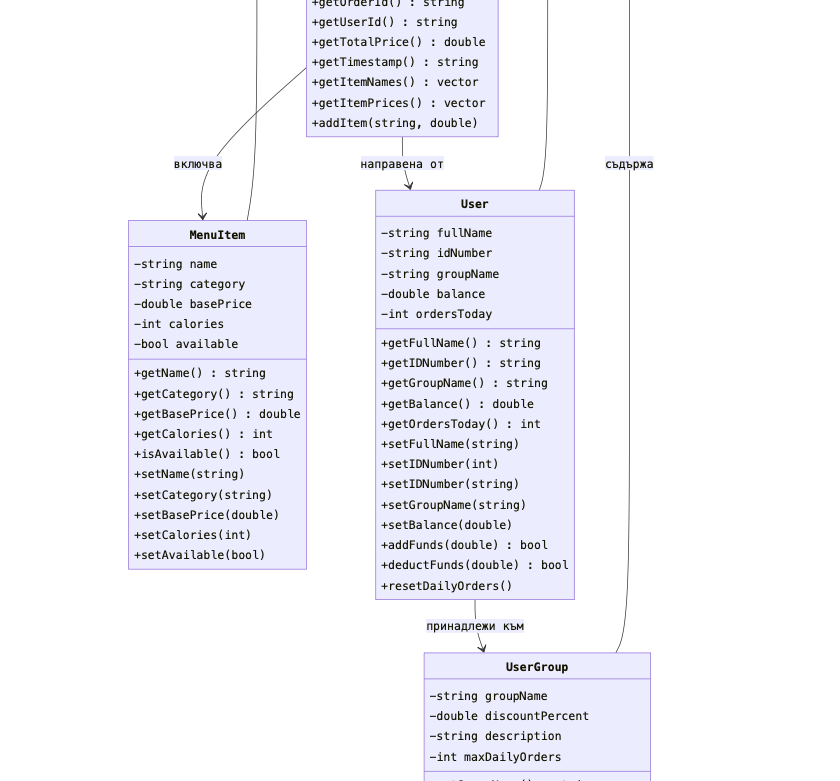 +getOrderId() : string
+getUserId() : string
+getTotalPrice() : double
+getTimestamp() : string
+getItemNames() : vector
+getItemPrices() : vector
+addItem(string, double)
включва
направена от
съдържа
MenuItem
-string name
-string category
-double basePrice
-int calories
-bool available
+getName() : string
+getCategory() : string
+getBasePrice() : double
+getCalories() : int
+isAvailable() : bool
+setName(string)
+setCategory(string)
+setBasePrice(double)
+setCalories(int)
+setAvailable(bool)
User
-string fullName
-string idNumber
-string groupName
-double balance
-int ordersToday
+getFullName() : string
+getIDNumber() : string
+getGroupName() : string
+getBalance() : double
+getOrdersToday() : int
+setFullName(string)
+setIDNumber(int)
+setIDNumber(string)
+setGroupName(string)
+setBalance(double)
+addFunds(double) : bool
+deductFunds(double) : bool
+resetDailyOrders()
принадлежи към
UserGroup
-string groupName
-double discountPercent
-string description
-int maxDailyOrders